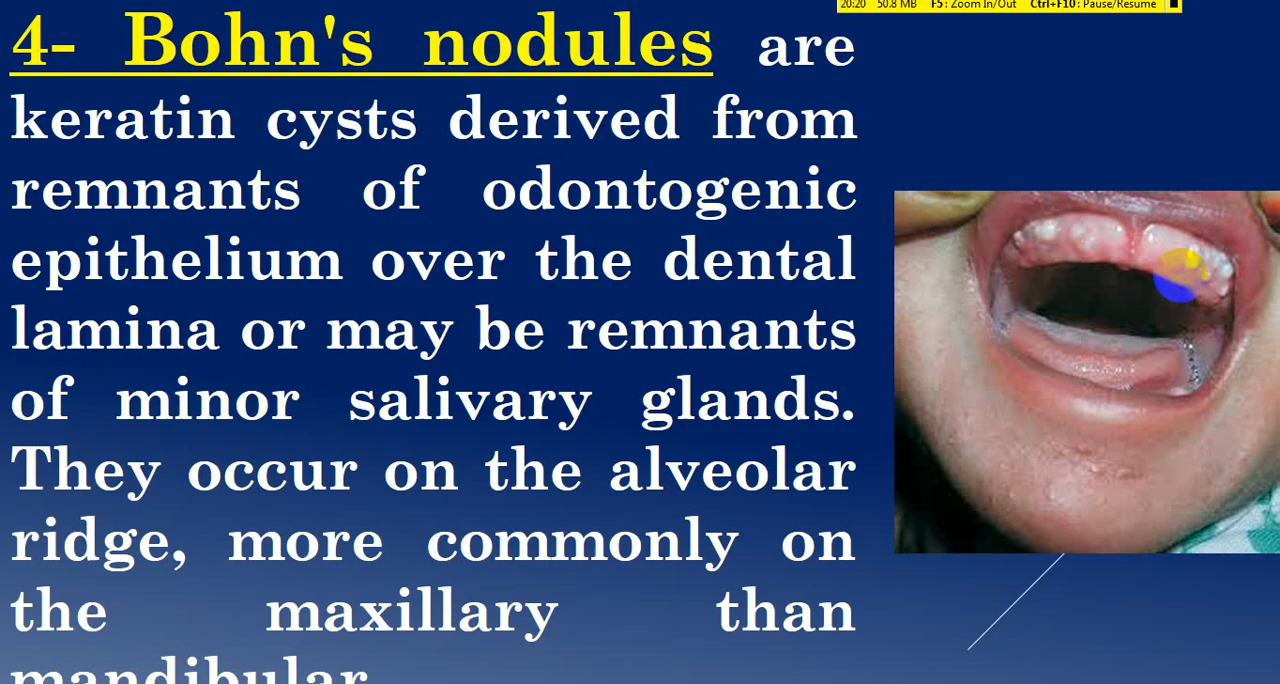 20:20 50.8 MB F5: Zoom In/Out Ctrl+F10: Pause/Resume
4- Bohn's nodules are
keratin cysts derived from
remnants of odontogenic
epithelium over the dental
lamina or may be remnants
of minor salivary glands.
They occur on the alveolar
ridge, more commonly on
the maxillary than
mandibular